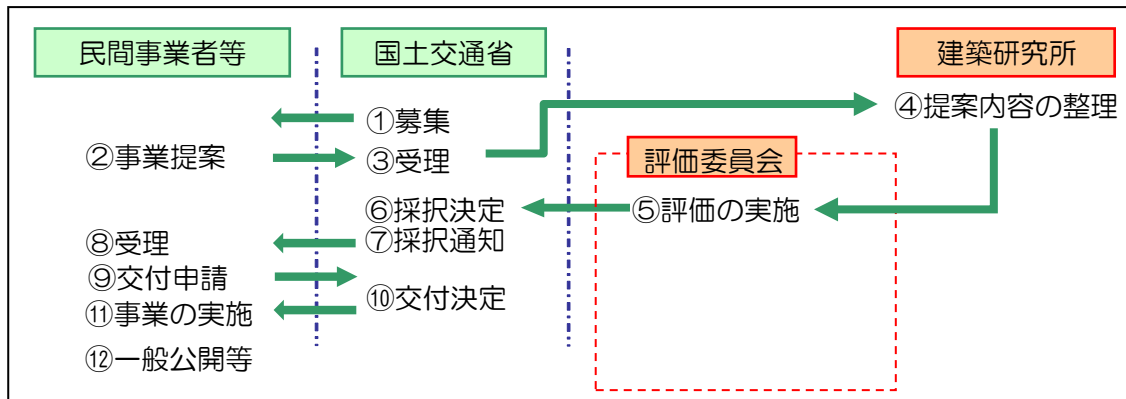 民間事業者等
国土交通省
建築研究所
①募集
④提案内容の整理
②事業提案
③受理
評価委員会
⑥採択決定
⑤評価の実施
⑧受理
⑦採択通知
⑨交付申請
⑩交付決定
⑪事業の実施
⑫一般公開等